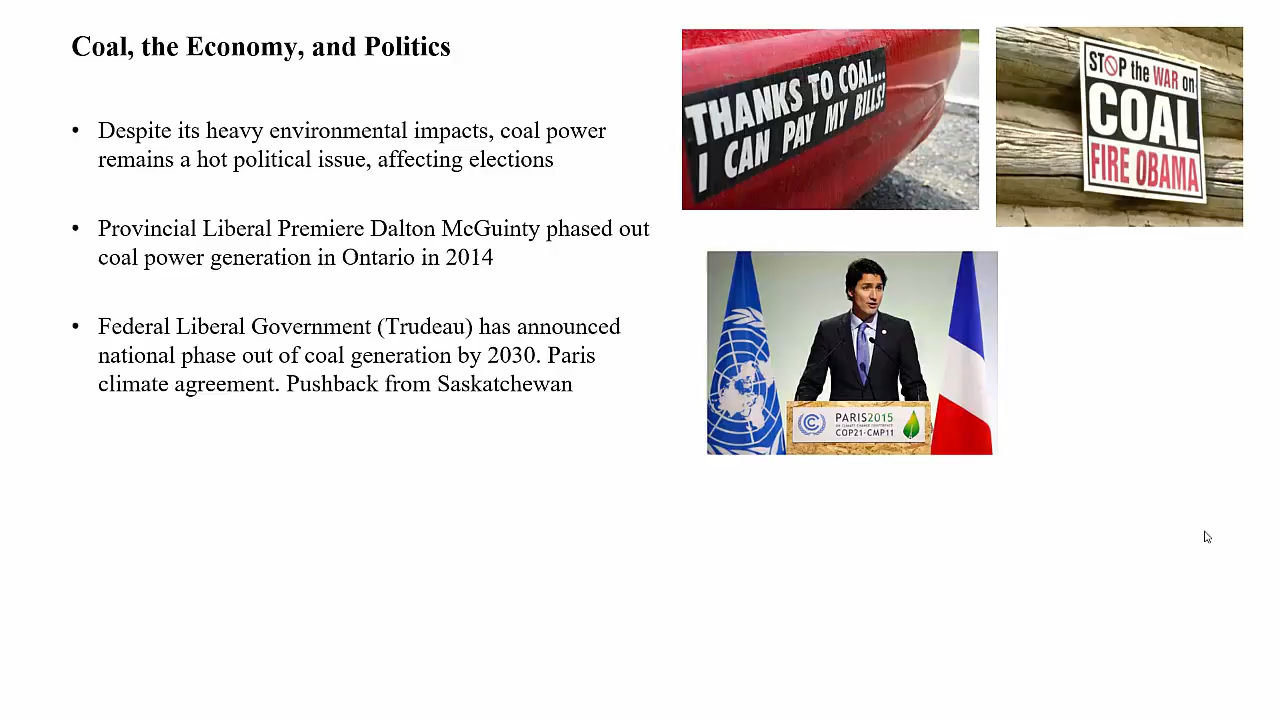 Coal, the Economy, and Politics
• Despite its heavy environmental impacts, coal power
remains a hot political issue, affecting elections
• Provincial Liberal Premiere Dalton McGuinty phased out
coal power generation in Ontario in 2014
• Federal Liberal Government (Trudeau) has announced
national phase out of coal generation by 2030. Paris
climate agreement. Pushback from Saskatchewan
THANKS TO COAL...
I CAN PAY MY BILLS!
STOP the WAR on
COAL
FIRE OBAMA
PARIS2015
COP21·CMP11